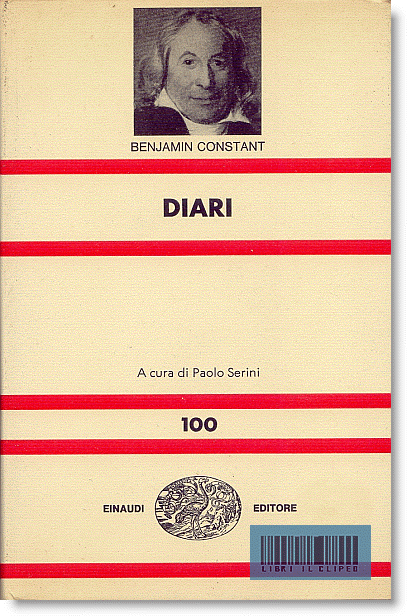 BENJAMIN CONSTANT
DIARI
A cura di Paolo Serini
100
EINAUDI EDITORE
LIBRI IL CLIPEO